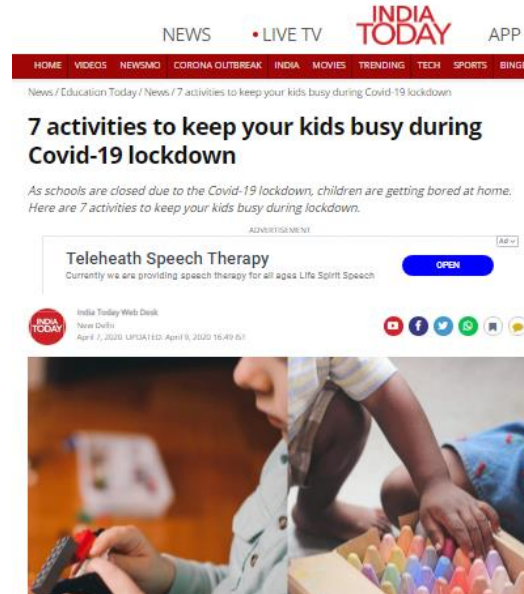 NEWS • LIVE TV INDIA TODAY APP
HOME VIDEOS NEWSMO CORONA OUTBREAK INDIA MOVIES TRENDING TECH SPORTS
News / Education Today / News / 7 activities to keep your kids busy during Covid-19 lockdown
7 activities to keep your kids busy during
Covid-19 lockdown
As schools are closed due to the Covid-19 lockdown, children are getting bored at home.
Here are 7 activities to keep your kids busy during lockdown.
ADVERTISEMENT
Ad
Teleheath Speech Therapy
Currently we are providing speech therapy for all ages Life Spirit Speech
OPEN
INDIA TODAY
India Today Web Desk
New Delhi
April 7, 2020 UPDATED: April 9, 2020 16:49 IST